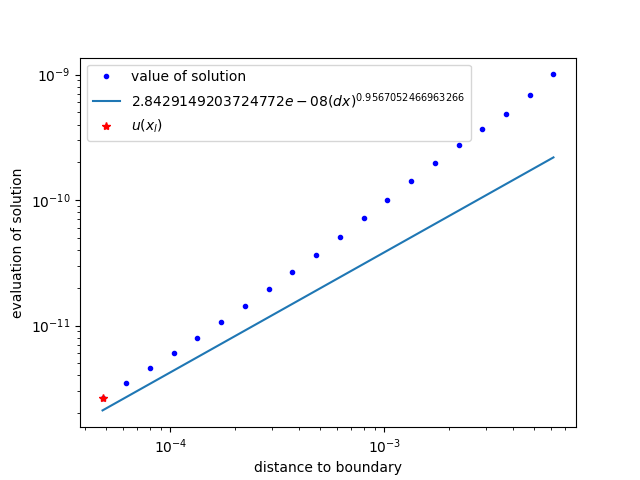 value of solution
2.8429149203724772e − 08(dx)^0.9567052466963266
u(x_l)
10^-9
10^-10
10^-11
evaluation of solution
10^-4
10^-3
distance to boundary